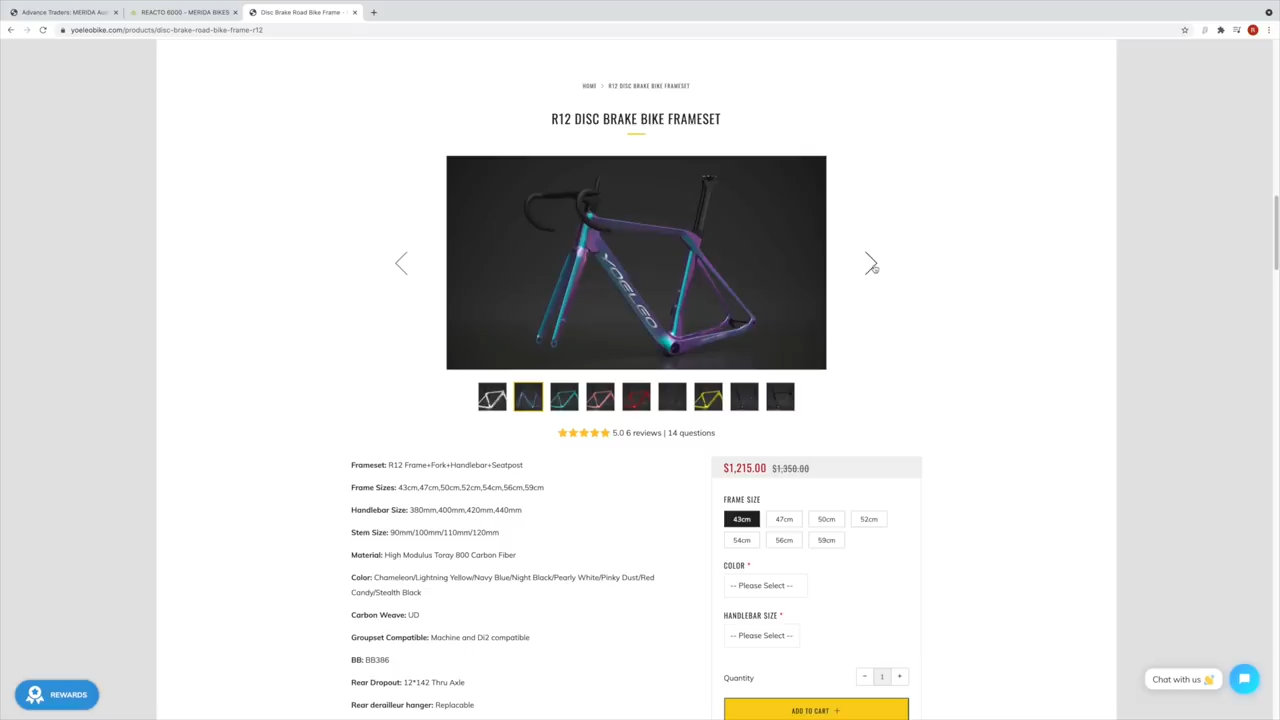 Advance Traders: MERIDA Aus
REACTO 6000 - MERIDA BIKES
Disc Brake Road Bike Frame -
yoeleobike.com/products/disc-brake-road-bike-frame-r12
R
HOME > R12 DISC BRAKE BIKE FRAMESET
R12 DISC BRAKE BIKE FRAMESET
YOELEO
5.0 6 reviews | 14 questions
Frameset: R12 Frame+Fork+Handlebar+Seatpost
Frame Sizes: 43cm,47cm,50cm,52cm,54cm,56cm,59cm
Handlebar Size: 380mm,400mm,420mm,440mm
Stem Size: 90mm/100mm/110mm/120mm
Material: High Modulus Toray 800 Carbon Fiber
Color: Chameleon/Lightning Yellow/Navy Blue/Night Black/Pearly White/Pinky Dust/Red
Candy/Stealth Black
Carbon Weave: UD
Groupset Compatible: Machine and Di2 compatible
BB: BB386
Rear Dropout: 12*142 Thru Axle
Rear derailleur hanger: Replacable
$1,215.00 $1,350.00
FRAME SIZE
43cm 47cm 50cm 52cm
54cm 56cm 59cm
COLOR *
-- Please Select --
HANDLEBAR SIZE *
-- Please Select --
Quantity − 1 +
ADD TO CART +
REWARDS
Chat with us 👋